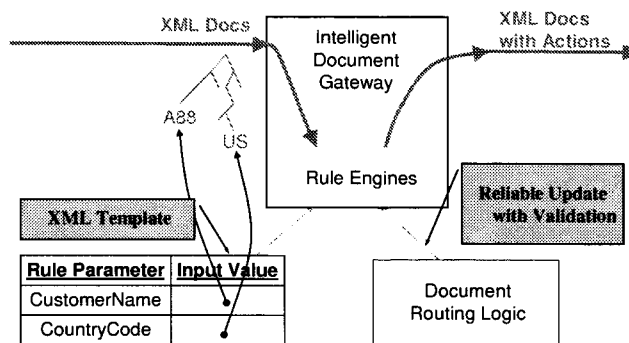 XML Docs
Intelligent
Document
Gateway
XML Docs
with Actions
A88
US
Rule Engines
XML Template
Reliable Update
with Validation
Rule Parameter Input Value
CustomerName
CountryCode
Document
Routing Logic